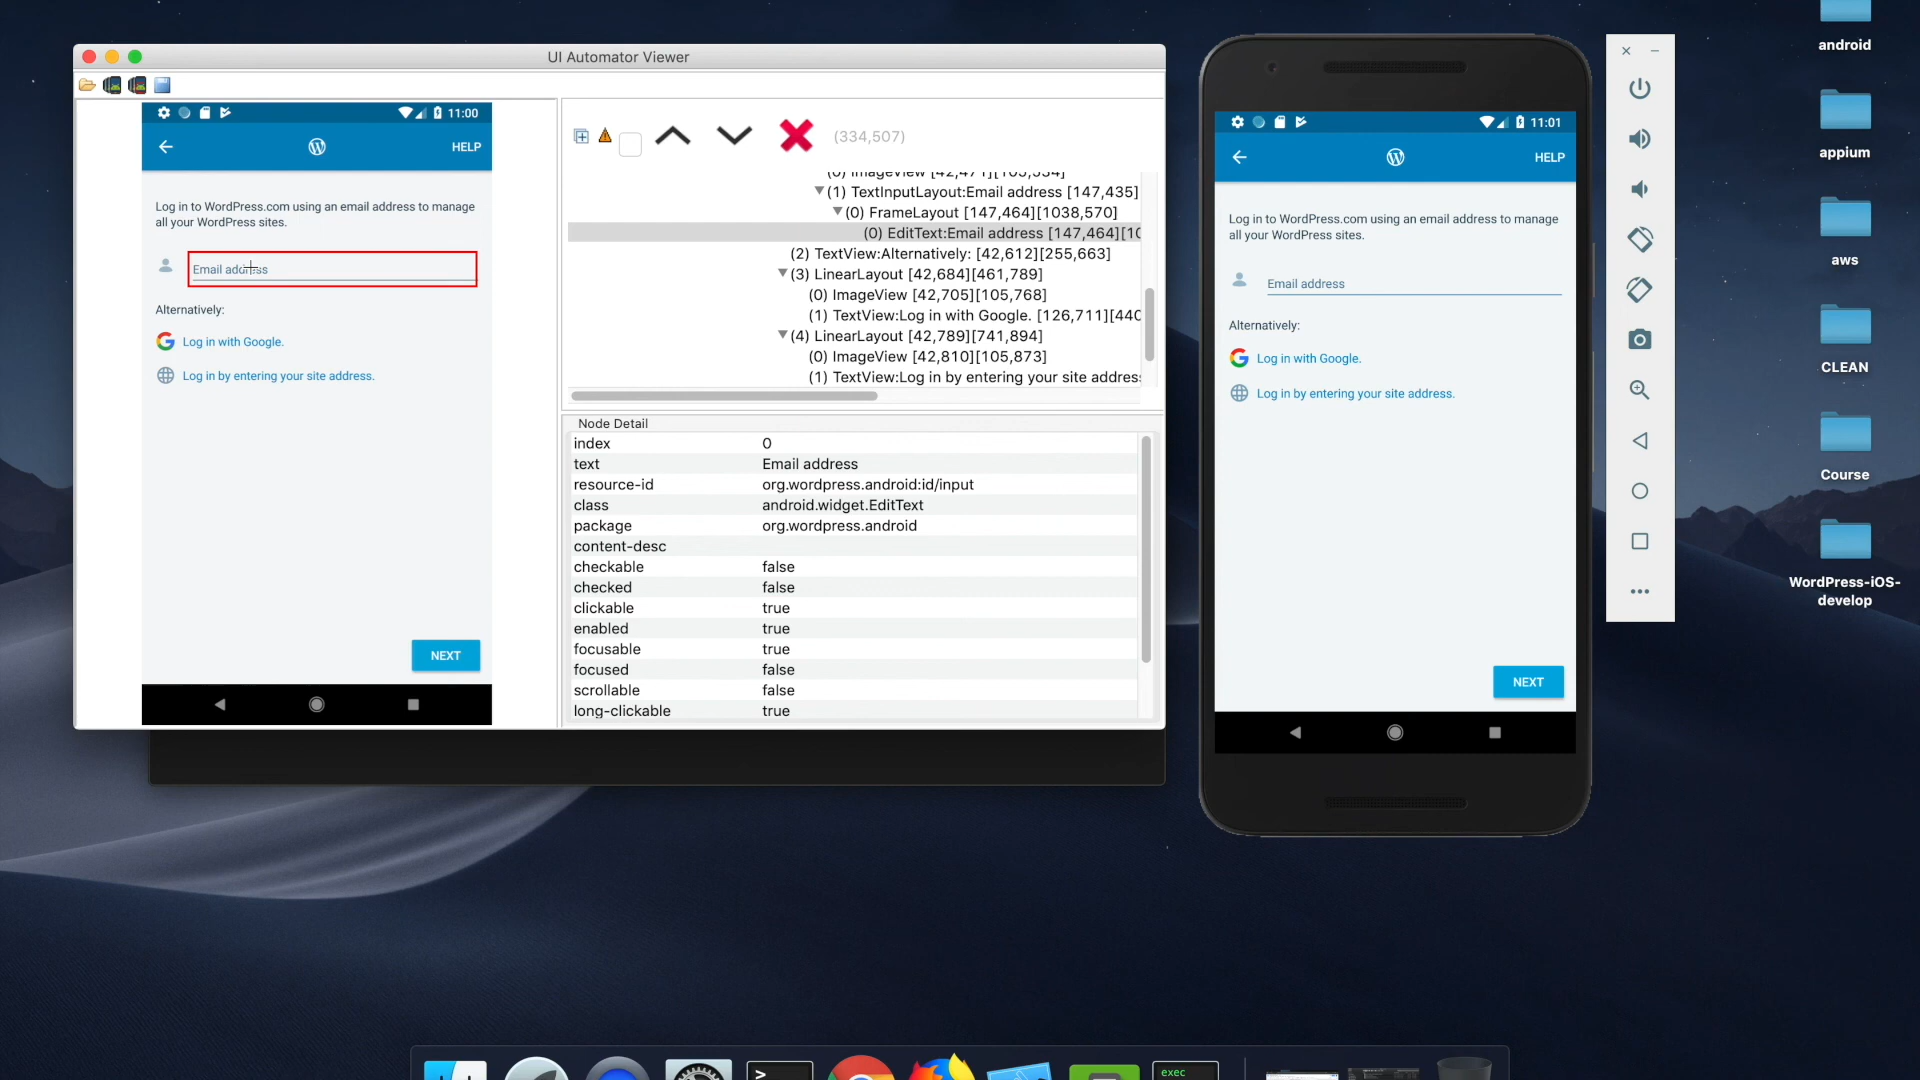 UI Automator Viewer
11:00
HELP
Log in to WordPress.com using an email address to manage
all your WordPress sites.
Email address
Alternatively:
Log in with Google.
Log in by entering your site address.
NEXT
(334,507)
(0) ImageView [42,471][105,534]
(1) TextInputLayout:Email address [147,435]
(0) FrameLayout [147,464][1038,570]
(0) EditText:Email address [147,464][10
(2) TextView:Alternatively: [42,612][255,663]
(3) LinearLayout [42,684][461,789]
(0) ImageView [42,705][105,768]
(1) TextView:Log in with Google. [126,711][440
(4) LinearLayout [42,789][741,894]
(0) ImageView [42,810][105,873]
(1) TextView:Log in by entering your site address
Node Detail
index 0
text Email address
resource-id org.wordpress.android:id/input
class android.widget.EditText
package org.wordpress.android
content-desc
checkable false
checked false
clickable true
enabled true
focusable true
focused false
scrollable false
long-clickable true
11:01
HELP
Log in to WordPress.com using an email address to manage
all your WordPress sites.
Email address
Alternatively:
Log in with Google.
Log in by entering your site address.
NEXT
android
appium
aws
CLEAN
Course
WordPress-iOS-
develop
exec